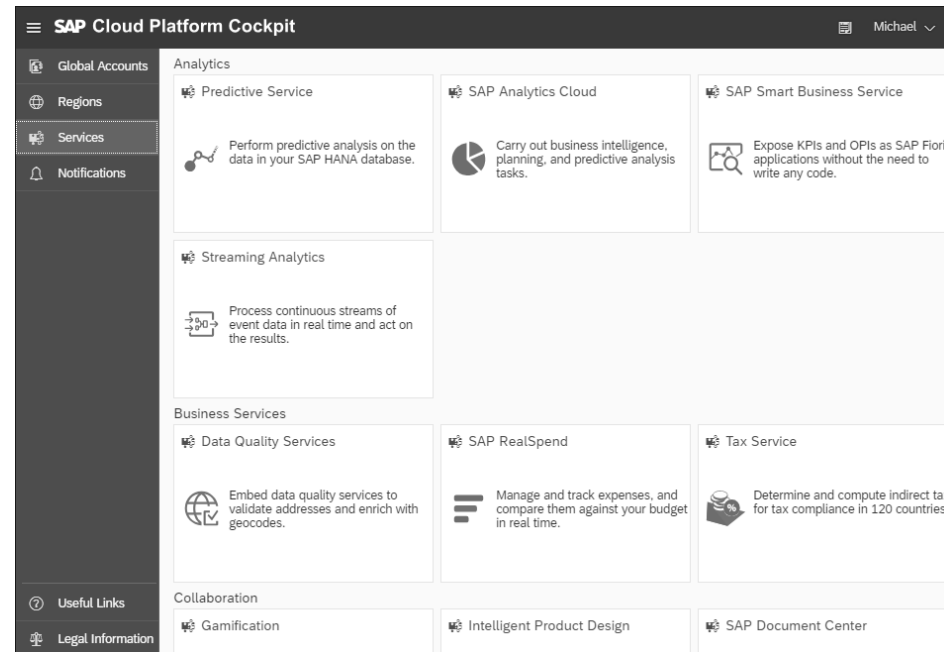 SAP Cloud Platform Cockpit
Michael
Global Accounts
Regions
Services
Notifications
Useful Links
Legal Information
Analytics
Predictive Service
Perform predictive analysis on the
data in your SAP HANA database.
SAP Analytics Cloud
Carry out business intelligence,
planning, and predictive analysis
tasks.
SAP Smart Business Service
Expose KPIs and OPIs as SAP Fiori
applications without the need to
write any code.
Streaming Analytics
Process continuous streams of
event data in real time and act on
the results.
Business Services
Data Quality Services
Embed data quality services to
validate addresses and enrich with
geocodes.
SAP RealSpend
Manage and track expenses, and
compare them against your budget
in real time.
Tax Service
Determine and compute indirect ta
for tax compliance in 120 countries
Collaboration
Gamification
Intelligent Product Design
SAP Document Center